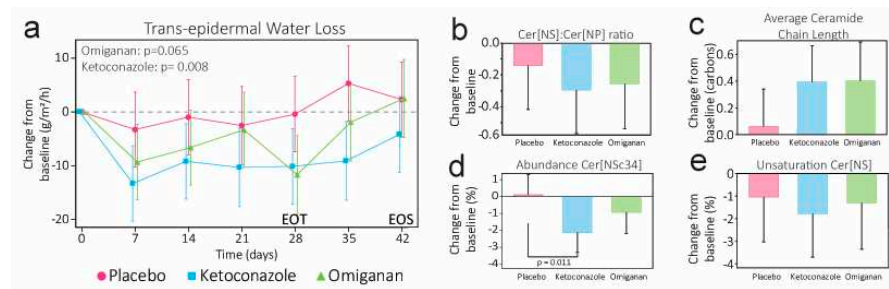 a
Trans-epidermal Water Loss
Omiganan: p=0.065
Ketoconazole: p= 0.008
Change from
baseline (g/m²/h)
10
0
-10
-20
EOT
EOS
0 7 14 21 28 35 42
Time (days)
Placebo Ketoconazole Omiganan
b
Cer[NS]:Cer[NP] ratio
Change from
baseline
-0.0
-0.2
-0.4
-0.6
Placebo Ketoconazole Omiganan
c
Average Ceramide
Chain Length
Change from
baseline (carbons)
0.6
0.4
0.2
0.0
Placebo Ketoconazole Omiganan
d
Abundance Cer[NSc34]
Change from
baseline (%)
1
0
-1
-2
-3
-4
p = 0.011
Placebo Ketoconazole Omiganan
e
Unsaturation Cer[NS]
Change from
baseline (%)
0
-1
-2
-3
-4
Placebo Ketoconazole Omiganan